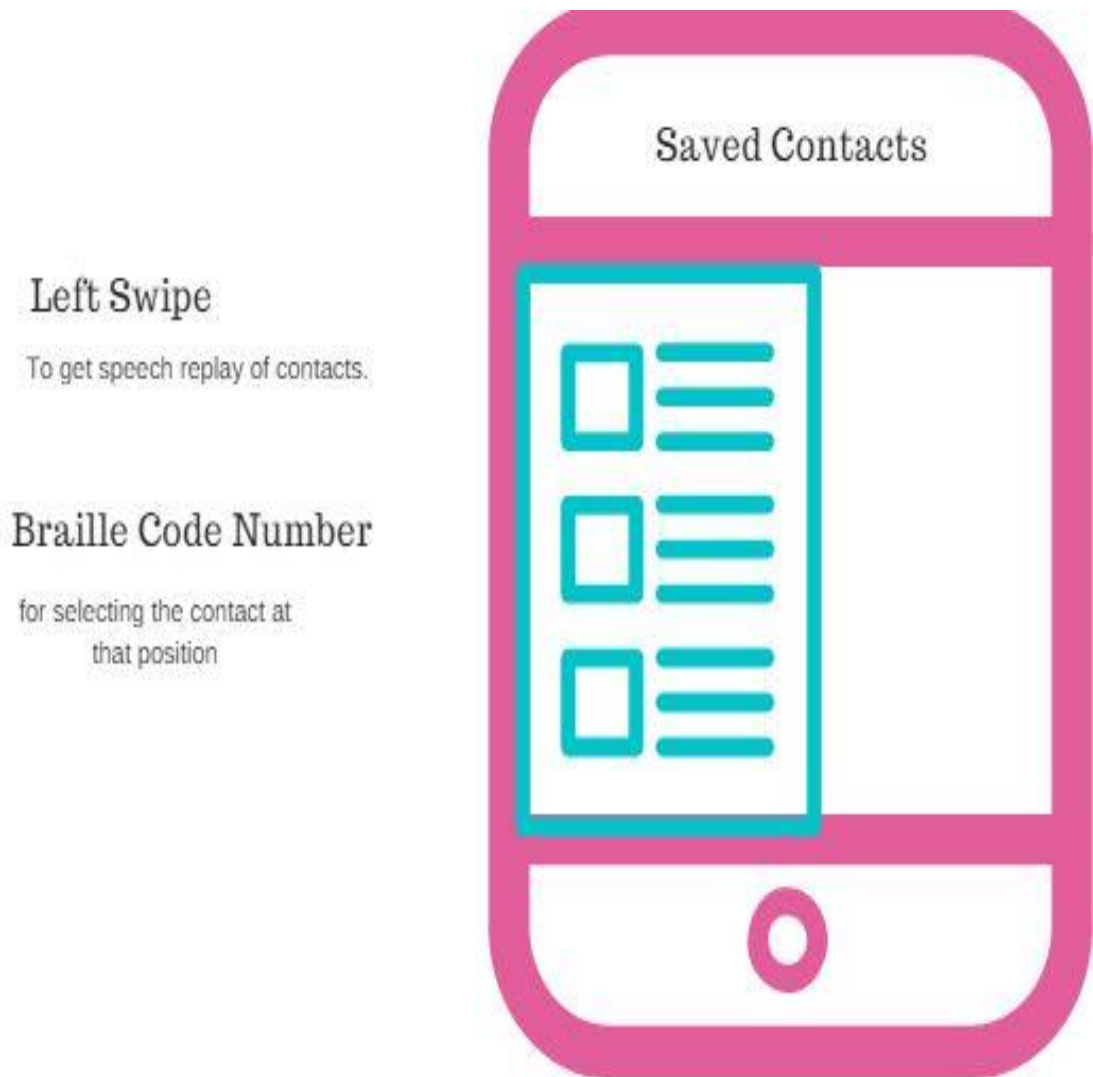 Saved Contacts
Left Swipe
To get speech replay of contacts.
Braille Code Number
for selecting the contact at
that position